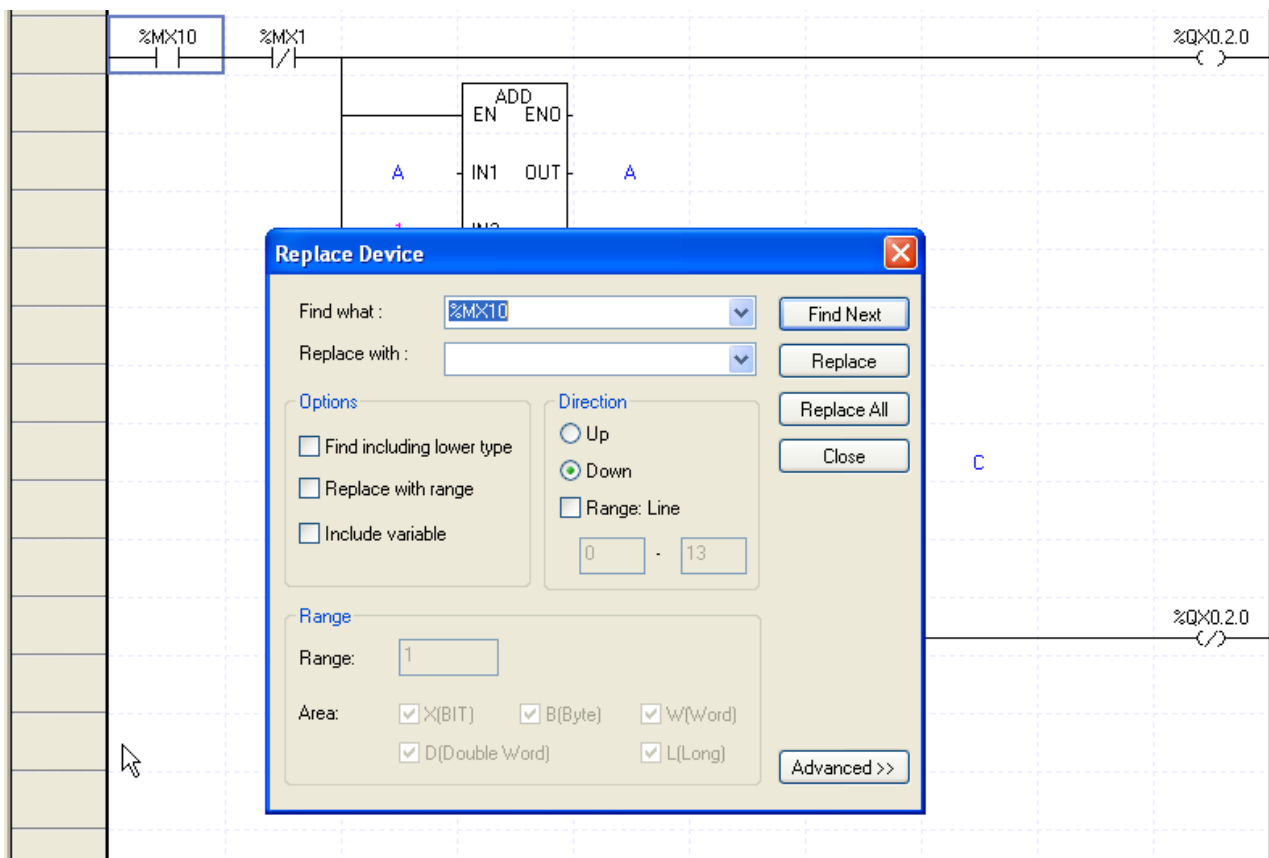 %MX10 %MX1 %QX0.2.0
ADD
EN ENO
A IN1 OUT A
Replace Device
Find what : %MX10 Find Next
Replace with : Replace
Options Direction Replace All
Up
Find including lower type Close C
Down
Replace with range
Range: Line
Include variable
0 - 13
Range %QX0.2.0
Range: 1
Area: X(BIT) B(Byte) W(Word)
D(Double Word) L(Long)
Advanced >>